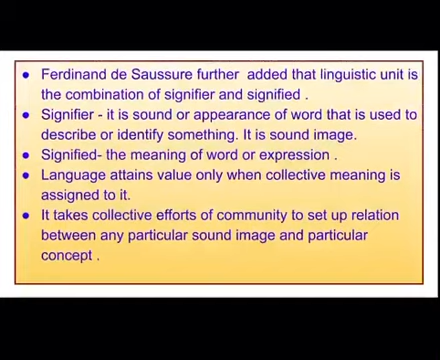 ● Ferdinand de Saussure further added that linguistic unit is
the combination of signifier and signified .
● Signifier - it is sound or appearance of word that is used to
describe or identify something. It is sound image.
● Signified- the meaning of word or expression .
● Language attains value only when collective meaning is
assigned to it.
● It takes collective efforts of community to set up relation
between any particular sound image and particular
concept .